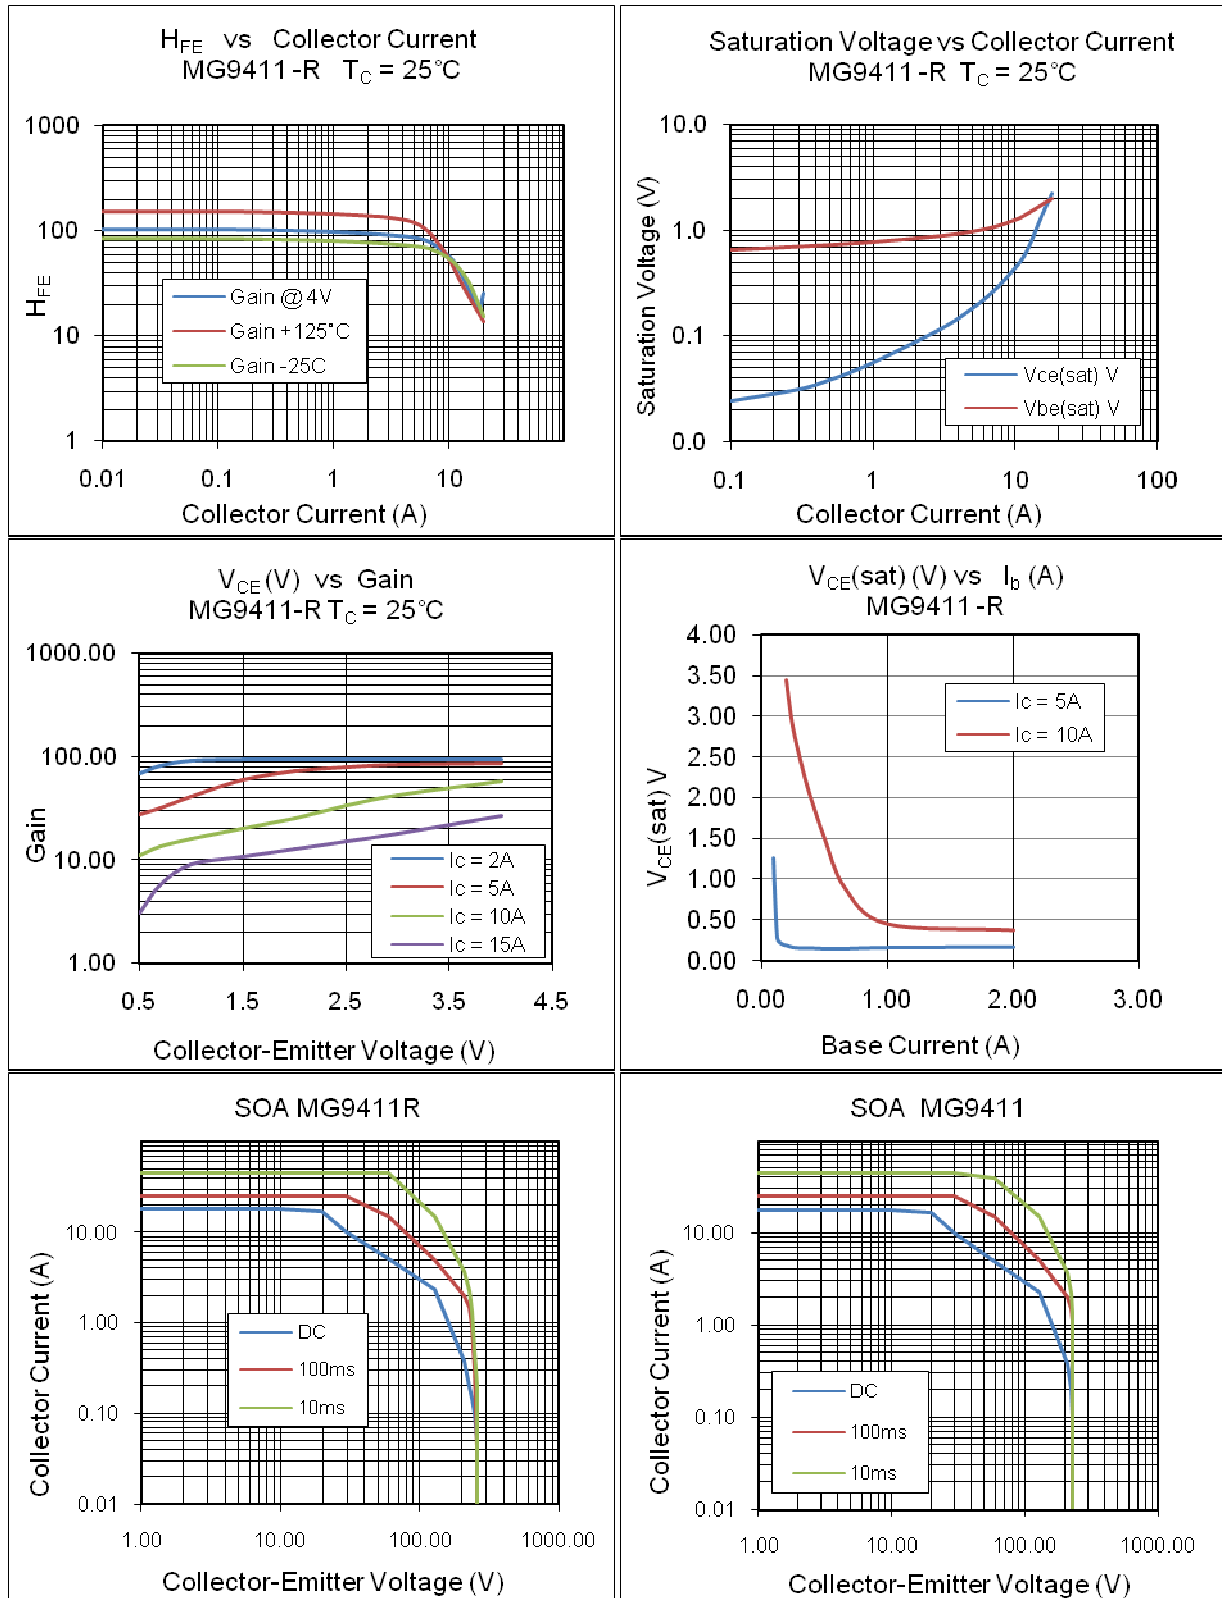 H_FE vs Collector Current
MG9411-R T_C = 25°C
1000
100
10
1
H_FE
Gain @ 4V
Gain +125°C
Gain -25C
0.01 0.1 1 10
Collector Current (A)
Saturation Voltage vs Collector Current
MG9411-R T_C = 25°C
10.0
1.0
0.1
0.0
Saturation Voltage (V)
Vce(sat) V
Vbe(sat) V
0.1 1 10 100
Collector Current (A)
V_CE (V) vs Gain
MG9411-R T_C = 25°C
1000.00
100.00
10.00
1.00
Gain
Ic = 2A
Ic = 5A
Ic = 10A
Ic = 15A
0.5 1.5 2.5 3.5 4.5
Collector-Emitter Voltage (V)
V_CE(sat) (V) vs I_b (A)
MG9411-R
4.00
3.50
3.00
2.50
2.00
1.50
1.00
0.50
0.00
V_CE(sat) V
Ic = 5A
Ic = 10A
0.00 1.00 2.00 3.00
Base Current (A)
SOA MG9411R
10.00
1.00
0.10
0.01
Collector Current (A)
DC
100ms
10ms
1.00 10.00 100.00 1000.00
Collector-Emitter Voltage (V)
SOA MG9411
10.00
1.00
0.10
0.01
Collector Current (A)
DC
100ms
10ms
1.00 10.00 100.00 1000.00
Collector-Emitter Voltage (V)